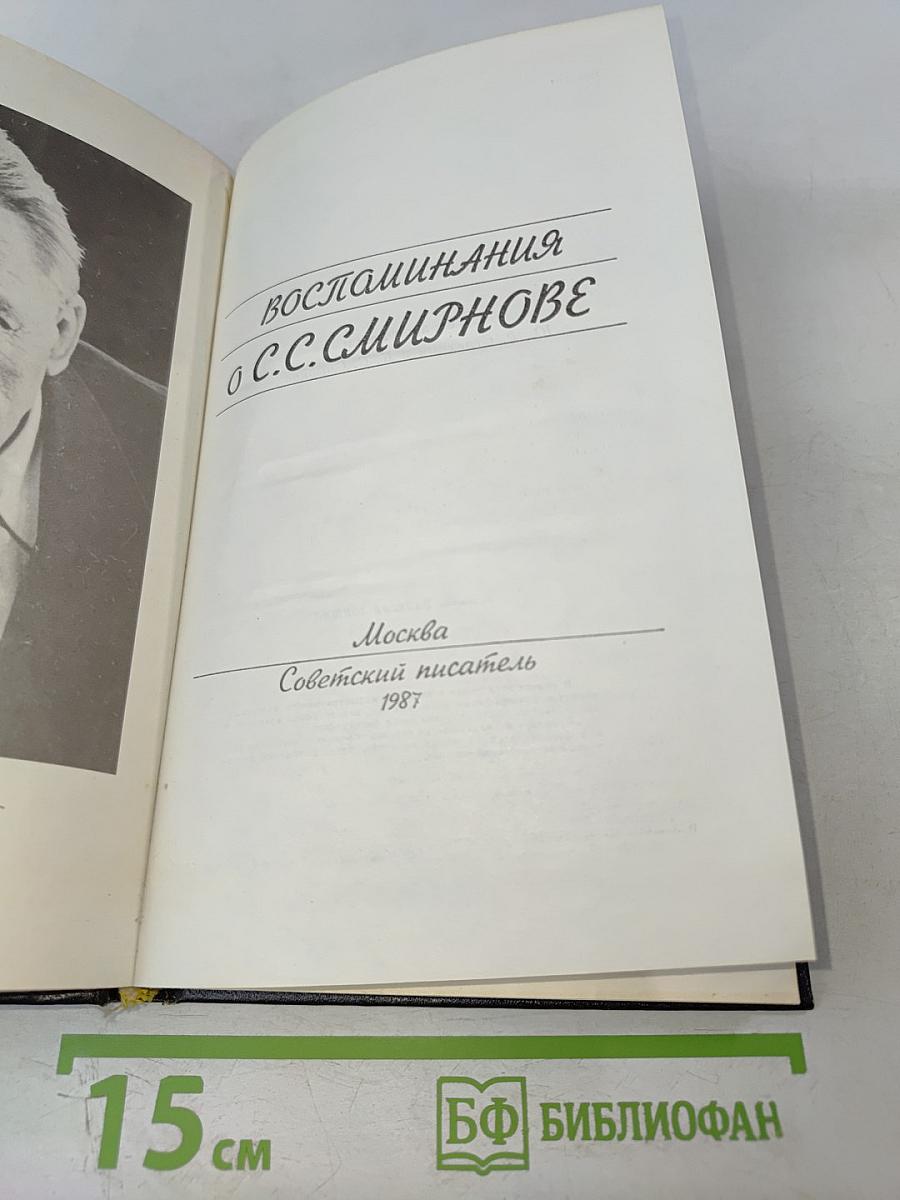 ВОСПОМИНАНИЯ
О С.С. СМИРНОВЕ
Москва
Советский писатель
1987
15 см
БФ БИБЛИОФАН